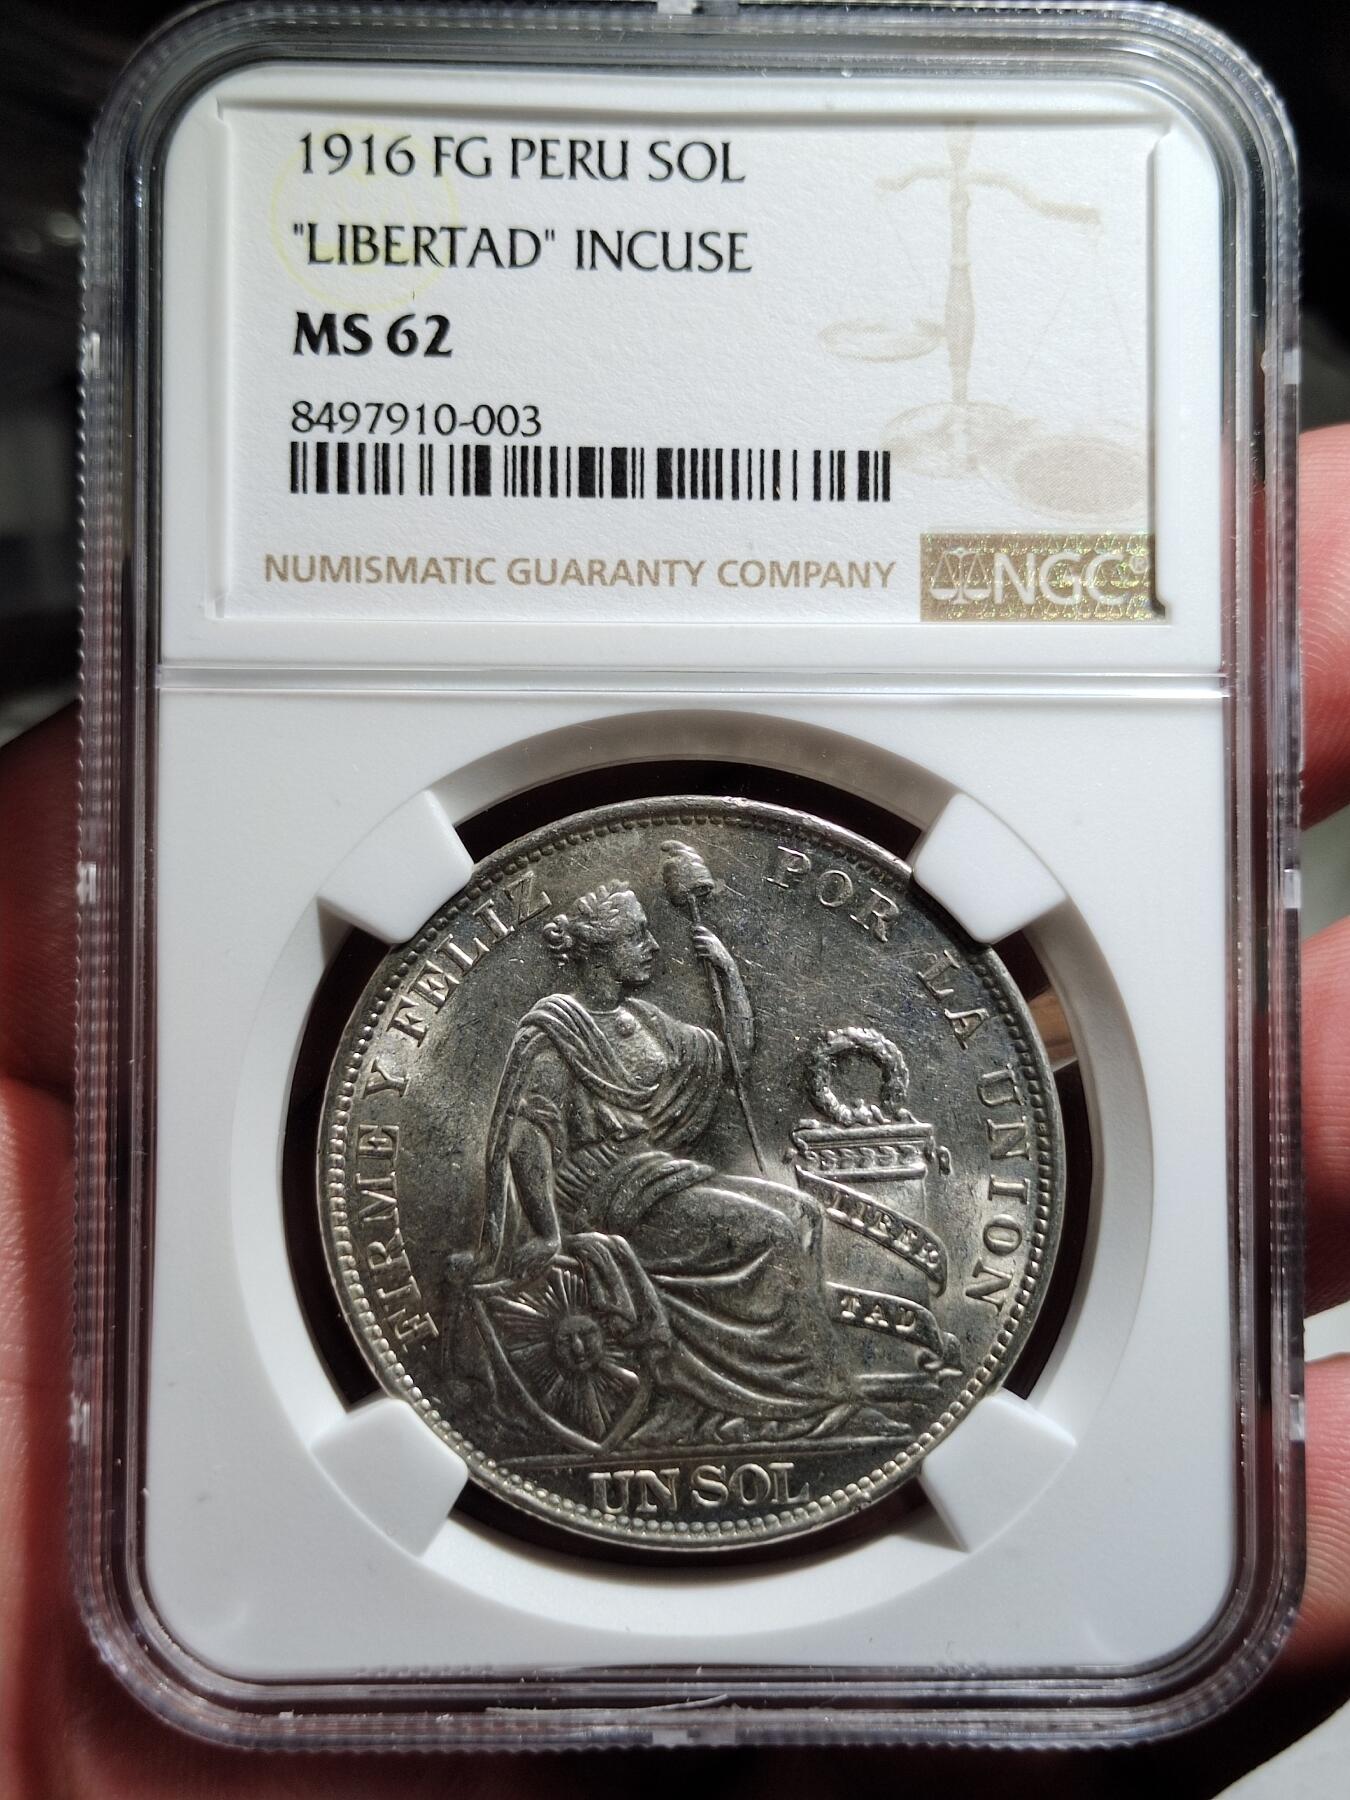 1916 FG PERU SOL
"LIBERTAD" INCUSE
MS 62
8497910-003
NUMISMATIC GUARANTY COMPANY
NGC®
FIRME Y FELIZ POR LA UNION
LIBER
TAD
UN SOL